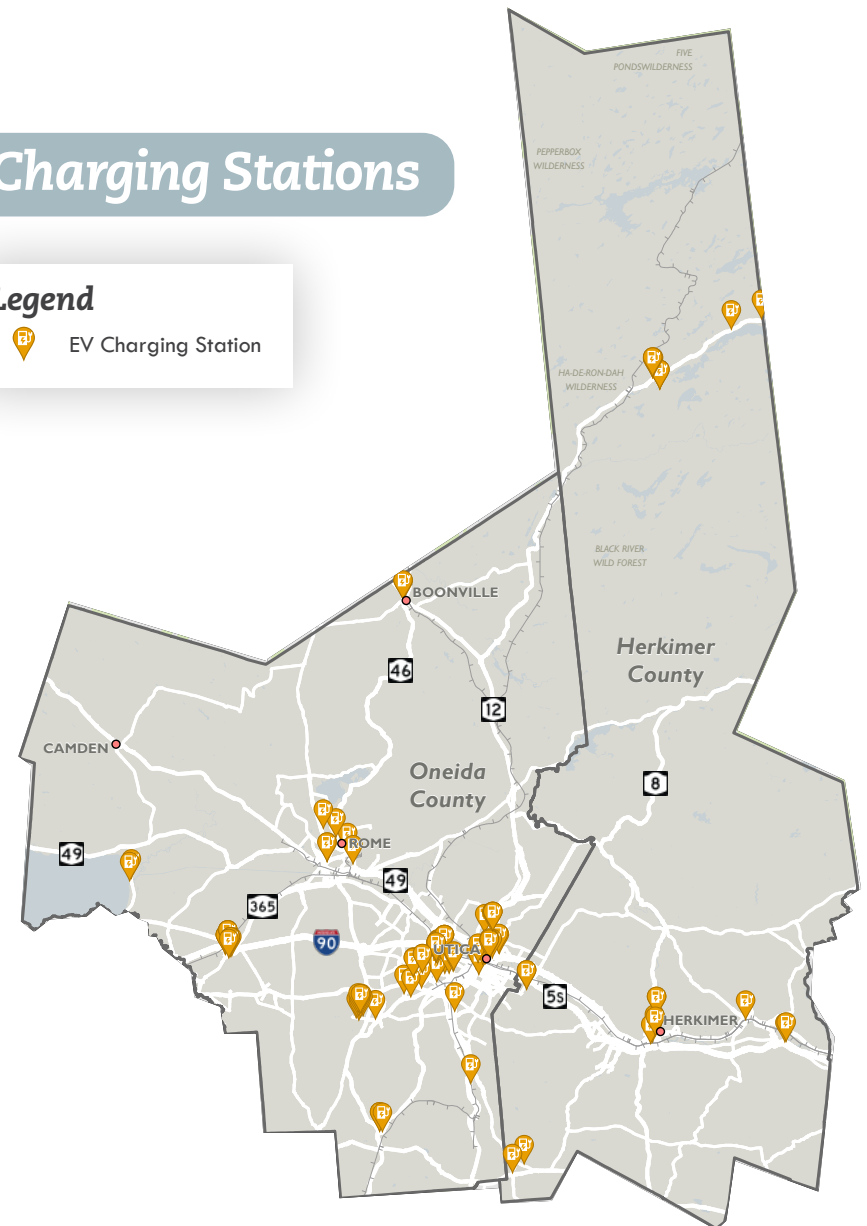 FIVE
PONDSWILDERNESS
PEPPERBOX
WILDERNESS
Charging Stations
Legend
EV Charging Station
HA-DE-RON-DAH
WILDERNESS
BLACK RIVER
WILD FOREST
BOONVILLE
Herkimer
County
46
12
CAMDEN
Oneida
County
8
ROME
49
49
365
90
UTICA
5S
HERKIMER